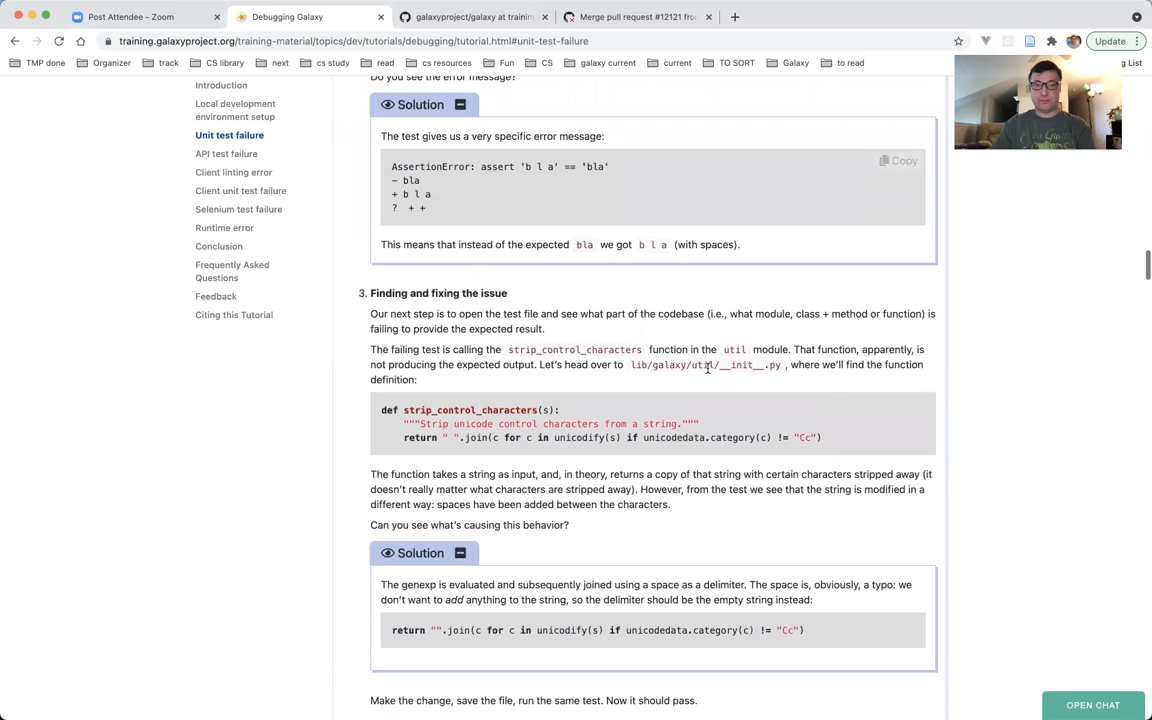 Post Attendee - Zoom
Debugging Galaxy
galaxyproject/galaxy at trainin
Merge pull request #12121 fro
training.galaxyproject.org/training-material/topics/dev/tutorials/debugging/tutorial.html#unit-test-failure
Update
TMP done
Organizer
track
CS library
next
cs study
read
cs resources
Fun
CS
galaxy current
current
TO SORT
Galaxy
to read
ng List
Introduction
Local development
environment setup
Unit test failure
API test failure
Client linting error
Client unit test failure
Selenium test failure
Runtime error
Conclusion
Frequently Asked
Questions
Feedback
Citing this Tutorial
Do you see the error message?
Solution
The test gives us a very specific error message:
Copy
AssertionError: assert 'b l a' == 'bla'
- bla
+ b l a
?  + +
This means that instead of the expected bla we got b l a (with spaces).
3. Finding and fixing the issue
Our next step is to open the test file and see what part of the codebase (i.e., what module, class + method or function) is
failing to provide the expected result.
The failing test is calling the strip_control_characters function in the util module. That function, apparently, is
not producing the expected output. Let's head over to lib/galaxy/util/__init__.py , where we'll find the function
definition:
def strip_control_characters(s):
"""Strip unicode control characters from a string."""
return " ".join(c for c in unicodify(s) if unicodedata.category(c) != "Cc")
The function takes a string as input, and, in theory, returns a copy of that string with certain characters stripped away (it
doesn't really matter what characters are stripped away). However, from the test we see that the string is modified in a
different way: spaces have been added between the characters.
Can you see what's causing this behavior?
Solution
The genexp is evaluated and subsequently joined using a space as a delimiter. The space is, obviously, a typo: we
don't want to add anything to the string, so the delimiter should be the empty string instead:
return "".join(c for c in unicodify(s) if unicodedata.category(c) != "Cc")
Make the change, save the file, run the same test. Now it should pass.
OPEN CHAT